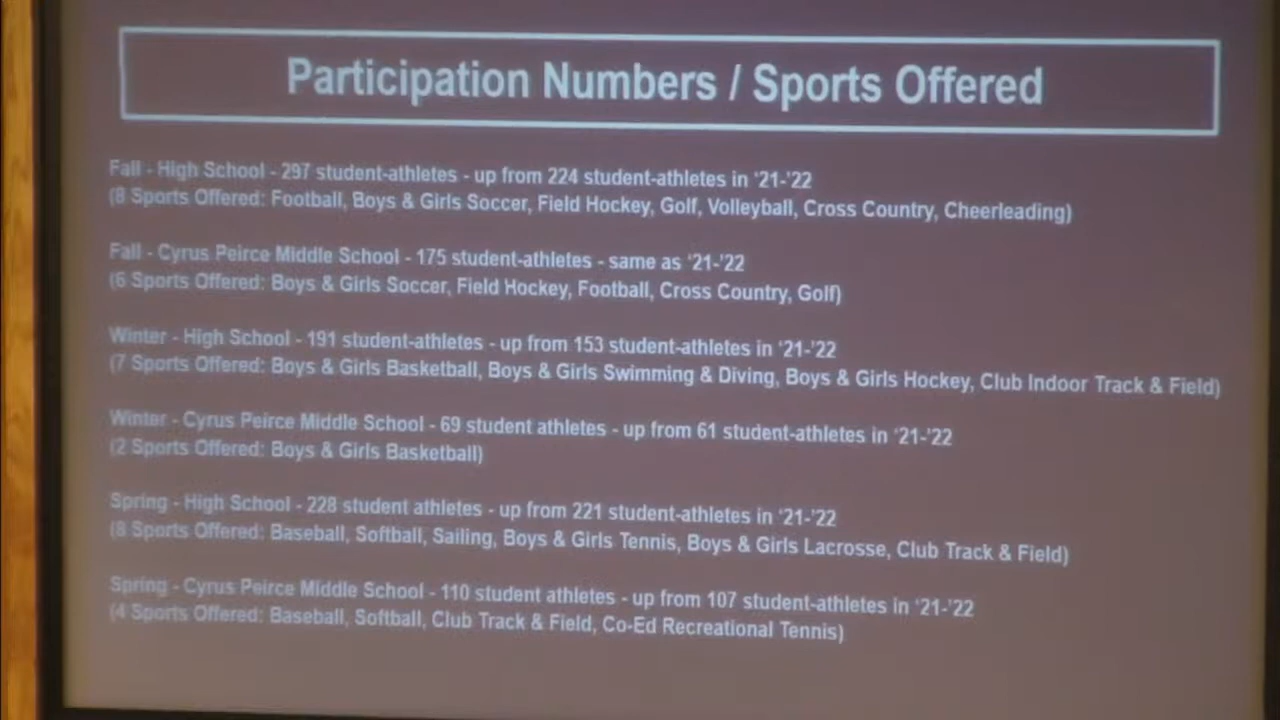 Participation Numbers / Sports Offered
Fall - High School - 297 student-athletes - up from 224 student-athletes in '21-'22
(8 Sports Offered: Football, Boys & Girls Soccer, Field Hockey, Golf, Volleyball, Cross Country, Cheerleading)
Fall - Cyrus Peirce Middle School - 175 student-athletes - same as '21-'22
(6 Sports Offered: Boys & Girls Soccer, Field Hockey, Football, Cross Country, Golf)
Winter - High School - 191 student-athletes - up from 153 student-athletes in '21-'22
(7 Sports Offered: Boys & Girls Basketball, Boys & Girls Swimming & Diving, Boys & Girls Hockey, Club Indoor Track & Field)
Winter - Cyrus Peirce Middle School - 69 student athletes - up from 61 student-athletes in '21-'22
(2 Sports Offered: Boys & Girls Basketball)
Spring - High School - 228 student athletes - up from 221 student-athletes in '21-'22
(8 Sports Offered: Baseball, Softball, Sailing, Boys & Girls Tennis, Boys & Girls Lacrosse, Club Track & Field)
Spring - Cyrus Peirce Middle School - 110 student athletes - up from 107 student-athletes in '21-'22
(4 Sports Offered: Baseball, Softball, Club Track & Field, Co-Ed Recreational Tennis)